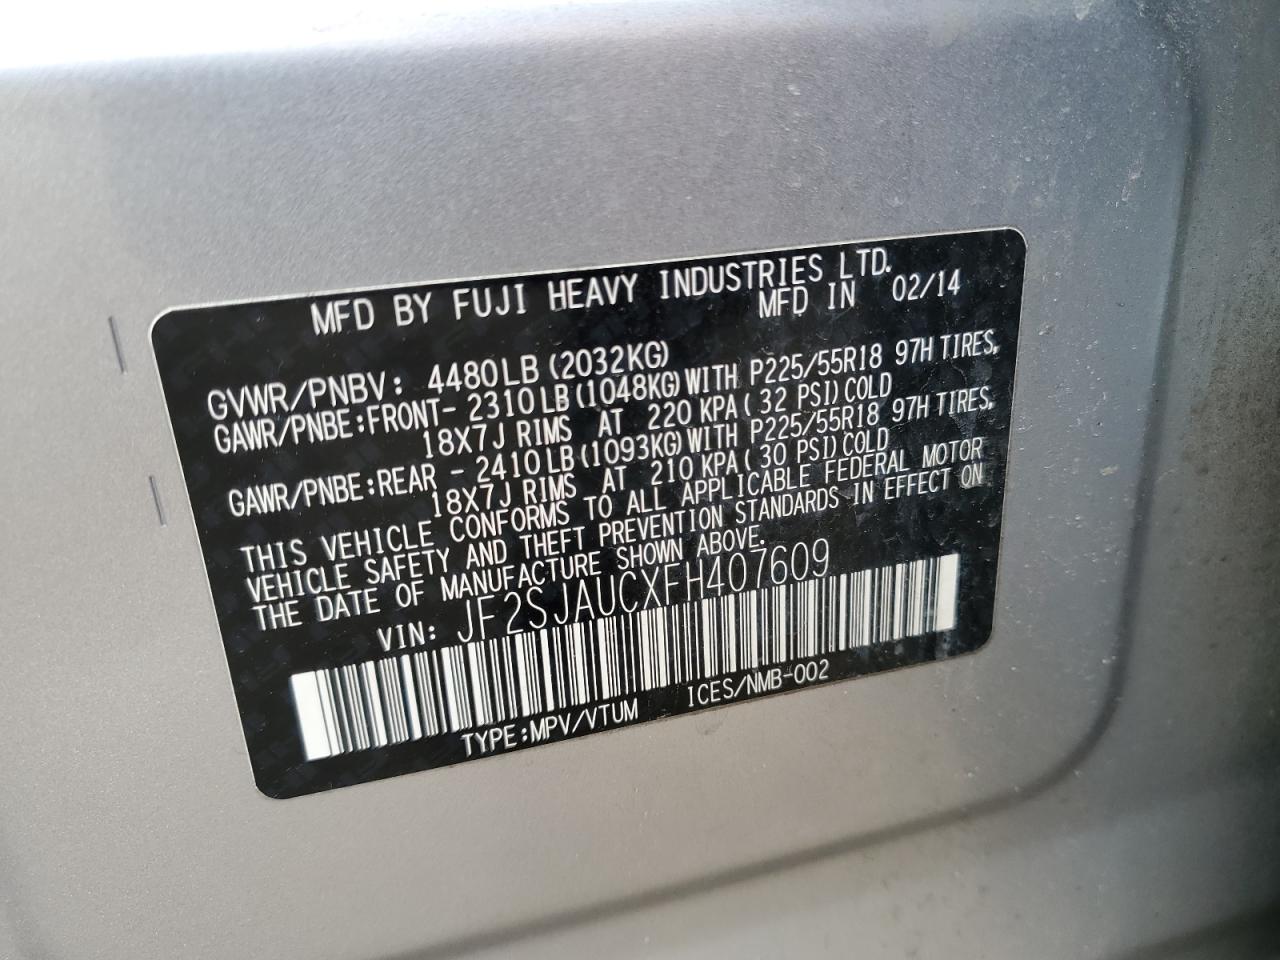 MFD BY FUJI HEAVY INDUSTRIES LTD.
MFD IN 02/14
GVWR/PNBV: 4480LB (2032KG)
GAWR/PNBE:FRONT- 2310LB (1048KG) WITH P225/55R18 97H TIRES,
18X7J RIMS AT 220 KPA ( 32 PSI) COLD
GAWR/PNBE:REAR - 2410LB (1093KG) WITH P225/55R18 97H TIRES,
18X7J RIMS AT 210 KPA ( 30 PSI) COLD
THIS VEHICLE CONFORMS TO ALL APPLICABLE FEDERAL MOTOR
VEHICLE SAFETY AND THEFT PREVENTION STANDARDS IN EFFECT ON
THE DATE OF MANUFACTURE SHOWN ABOVE.
VIN: JF2SJAUCXFH407609
TYPE:MPV/VTUM ICES/NMB-002